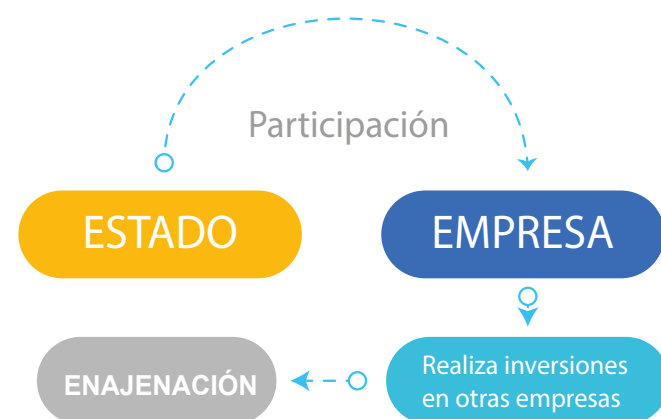 Participación
ESTADO
EMPRESA
ENAJENACIÓN
Realiza inversiones
en otras empresas